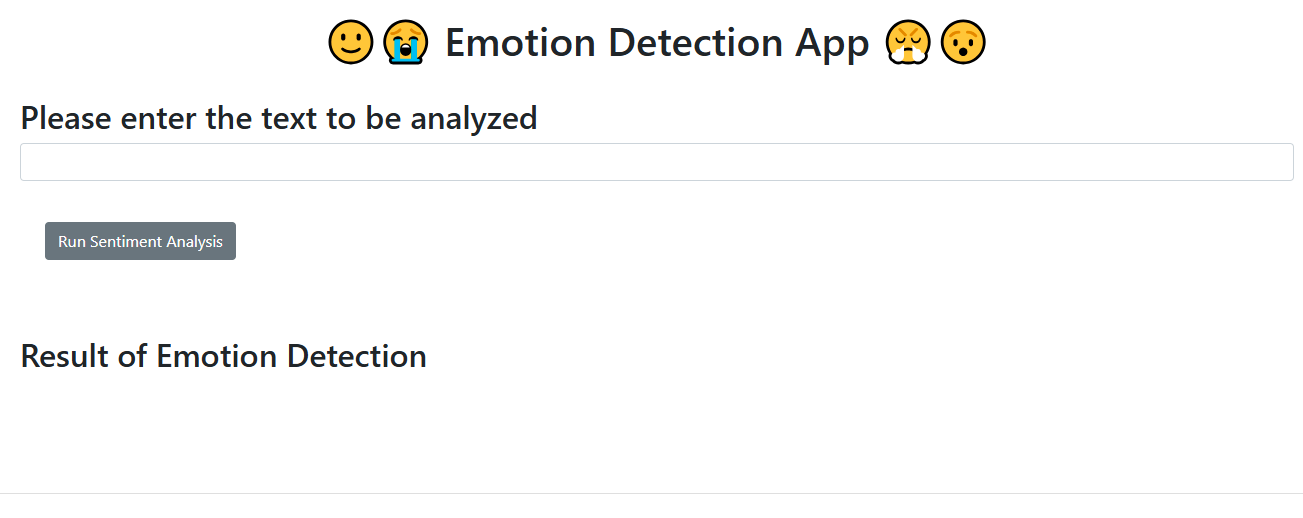 🙂😭 Emotion Detection App 😤😯
Please enter the text to be analyzed
Run Sentiment Analysis
Result of Emotion Detection